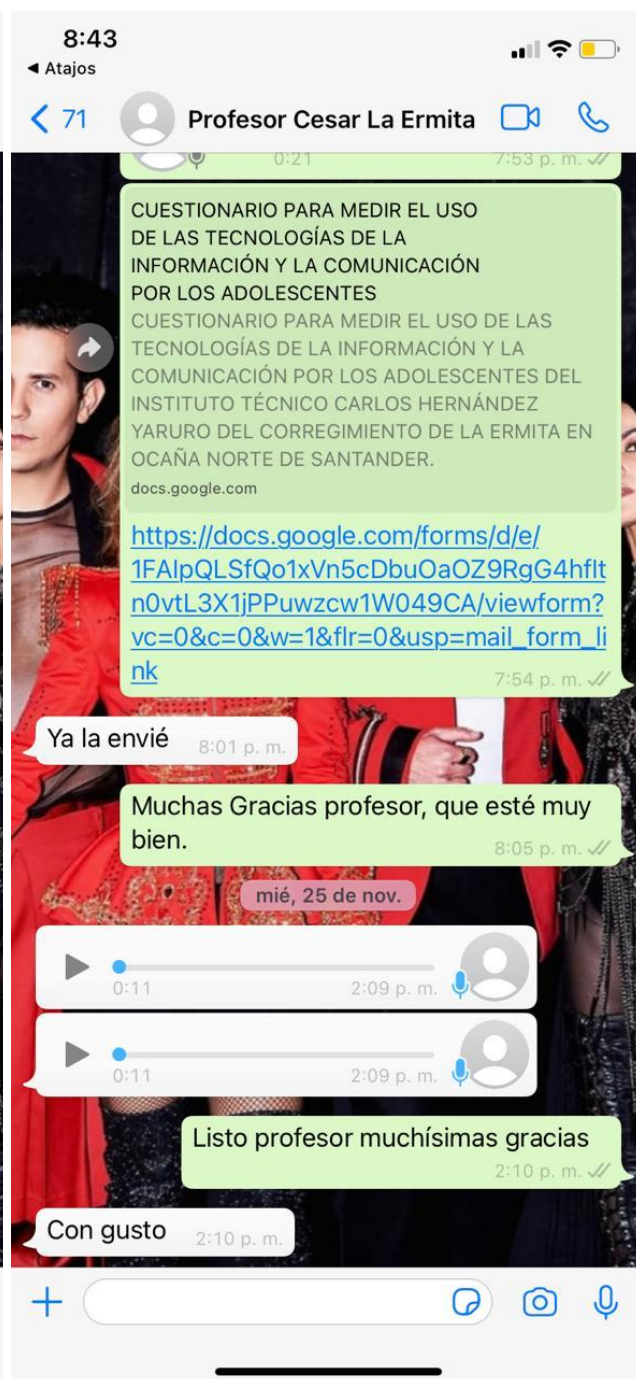 8:43
Atajos
71
Profesor Cesar La Ermita
0:21 7:53 p. m.
CUESTIONARIO PARA MEDIR EL USO
DE LAS TECNOLOGÍAS DE LA
INFORMACIÓN Y LA COMUNICACIÓN
POR LOS ADOLESCENTES
CUESTIONARIO PARA MEDIR EL USO DE LAS
TECNOLOGÍAS DE LA INFORMACIÓN Y LA
COMUNICACIÓN POR LOS ADOLESCENTES DEL
INSTITUTO TÉCNICO CARLOS HERNÁNDEZ
YARURO DEL CORREGIMIENTO DE LA ERMITA EN
OCAÑA NORTE DE SANTANDER.
docs.google.com
https://docs.google.com/forms/d/e/
1FAIpQLSfQo1xVn5cDbuOaOZ9RgG4hfIt
n0vtL3X1jPPuwzcw1W049CA/viewform?
vc=0&c=0&w=1&flr=0&usp=mail_form_li
nk
7:54 p. m.
Ya la envié 8:01 p. m.
Muchas Gracias profesor, que esté muy
bien.
8:05 p. m.
mié, 25 de nov.
0:11 2:09 p. m.
0:11 2:09 p. m.
Listo profesor muchísimas gracias
2:10 p. m.
Con gusto 2:10 p. m.